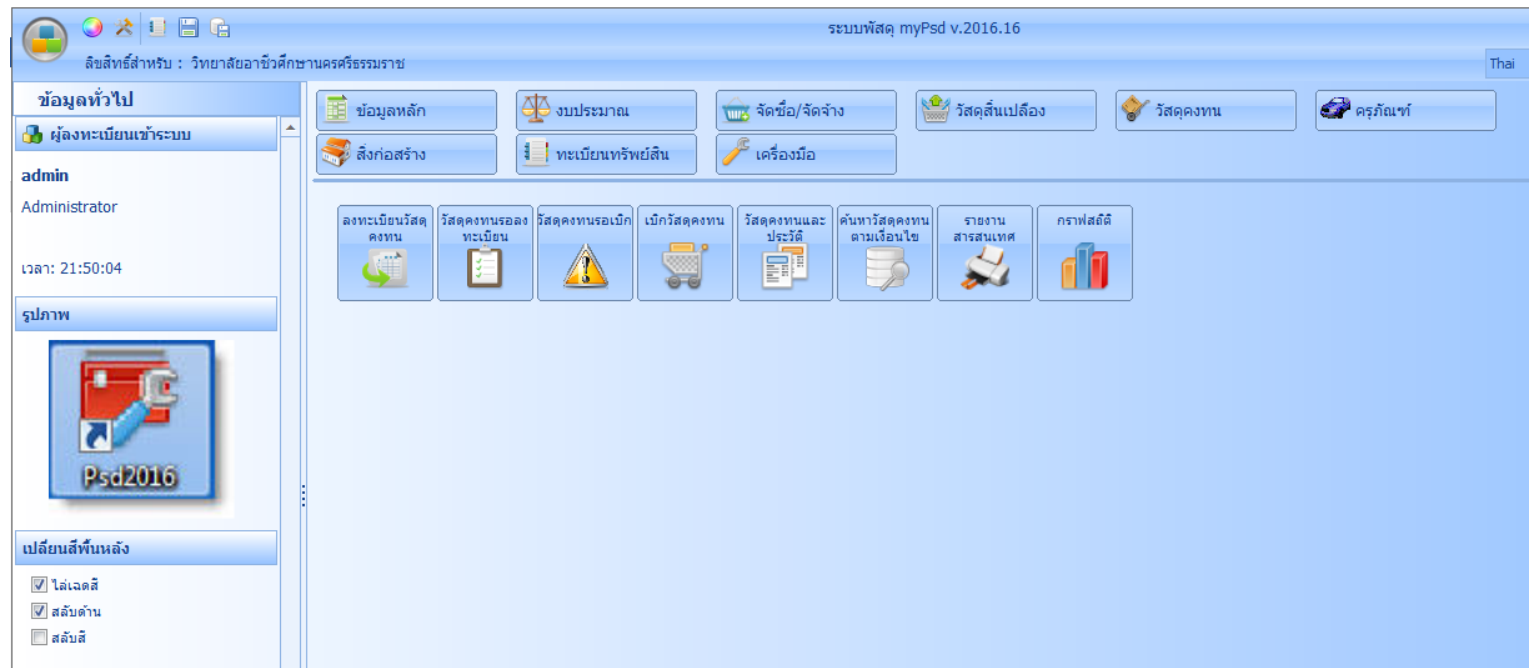 ระบบพัสดุ myPsd v.2016.16
ลิขสิทธิ์สำหรับ : วิทยาลัยอาชีวศึกษานครศรีธรรมราช
Thai
ข้อมูลทั่วไป
ผู้ลงทะเบียนเข้าระบบ
admin
Administrator
เวลา: 21:50:04
รูปภาพ
Psd2016
เปลี่ยนสีพื้นหลัง
ไล่เฉดสี
สลับด้าน
สลับสี
ข้อมูลหลัก
งบประมาณ
จัดซื้อ/จัดจ้าง
วัสดุสิ้นเปลือง
วัสดุคงทน
ครุภัณฑ์
สิ่งก่อสร้าง
ทะเบียนทรัพย์สิน
เครื่องมือ
ลงทะเบียนวัสดุ
คงทน
วัสดุคงทนรอลง
ทะเบียน
วัสดุคงทนรอเบิก
เบิกวัสดุคงทน
วัสดุคงทนและ
ประวัติ
ค้นหาวัสดุคงทน
ตามเงื่อนไข
รายงาน
สารสนเทศ
กราฟสถิติ